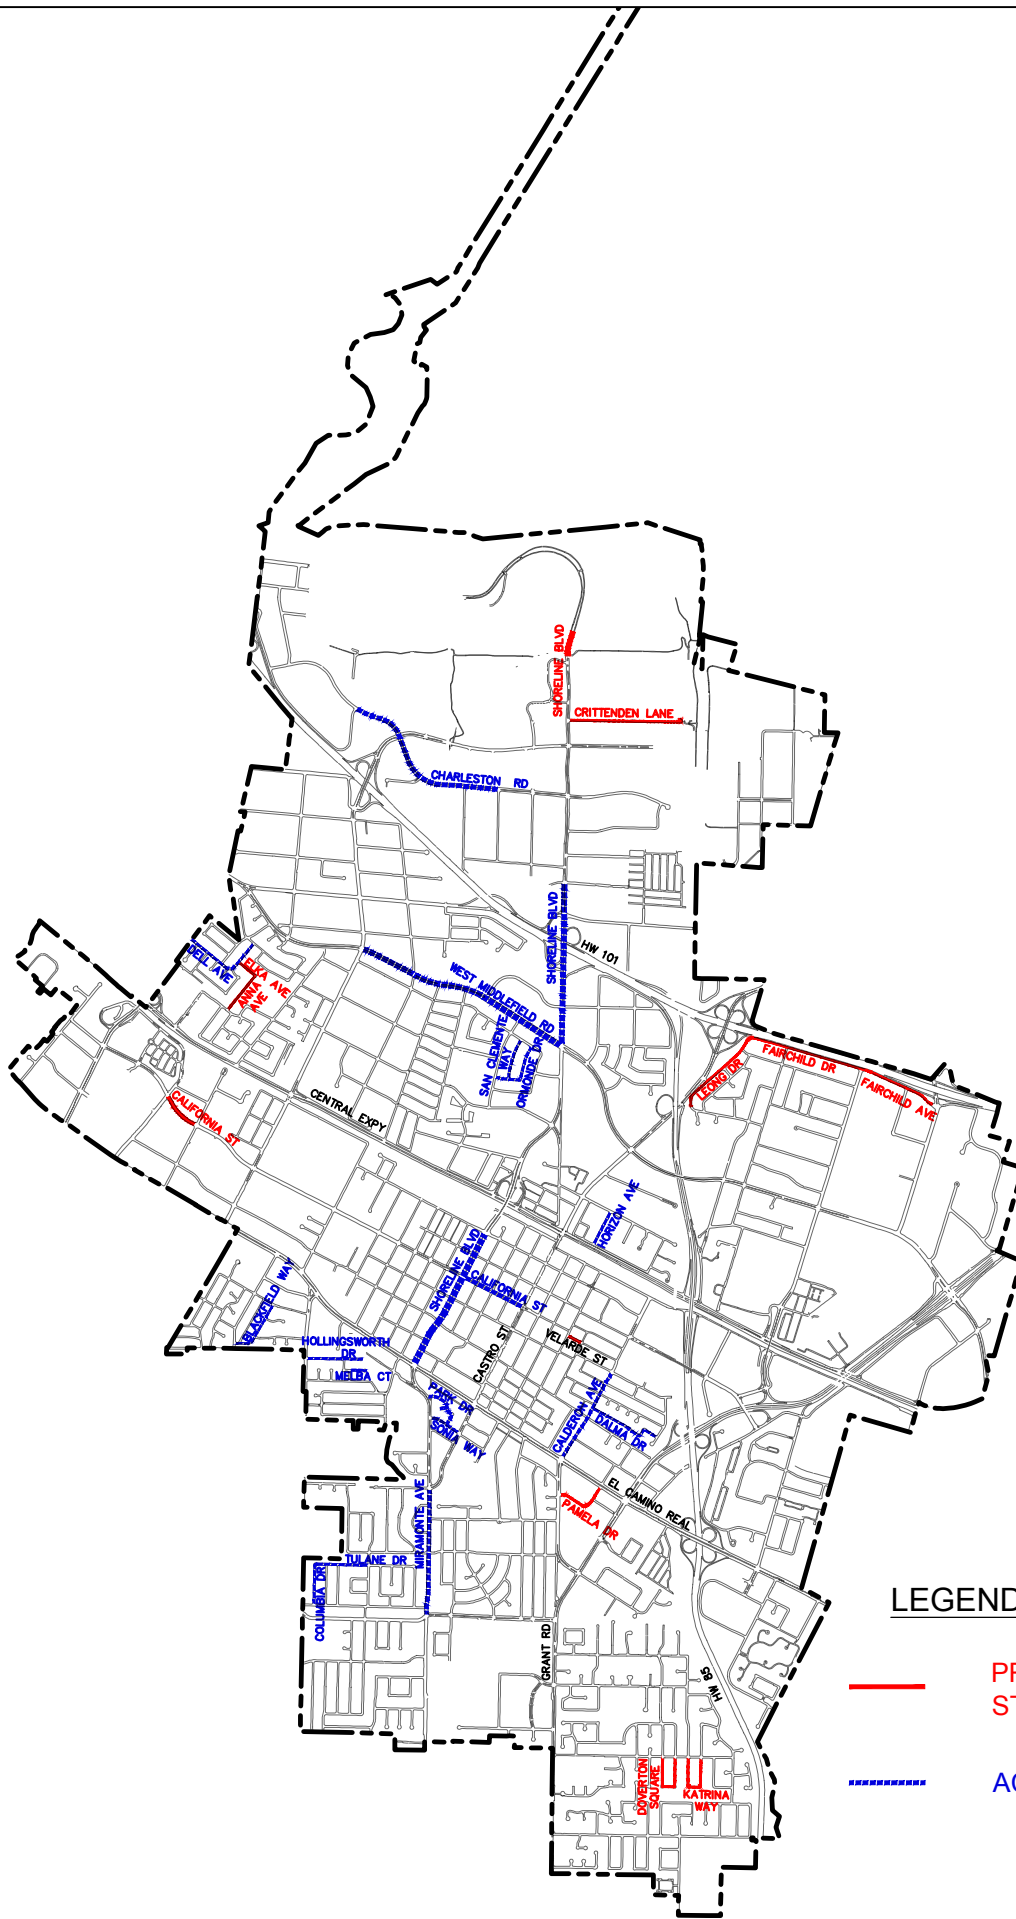 SHORELINE BLVD
CRITTENDEN LANE
CHARLESTON RD
SHORELINE BLVD
HW 101
DELL AVE
ELKA AVE
ANNA
AVE
WEST MIDDLEFIELD RD
SAN CLEMENTE
WAY
ORMONDE DR
LEONG DR
FAIRCHILD DR
FAIRCHILD AVE
CALIFORNIA ST
CENTRAL EXPY
HORIZON AVE
SHORELINE BLVD
CALIFORNIA ST
BLACKFIELD WAY
HOLLINGSWORTH
DR
MELBA CT
CASTRO ST
VELARDE ST
PARK DR
SONIA WAY
CALDERON AVE
DALMA DR
EL CAMINO REAL
PAMELA DR
MIRAMONTE AVE
TULANE DR
COLUMBIA DR
GRANT RD
HW 85
DOVERTON
SQUARE
KATRINA
WAY
LEGEND